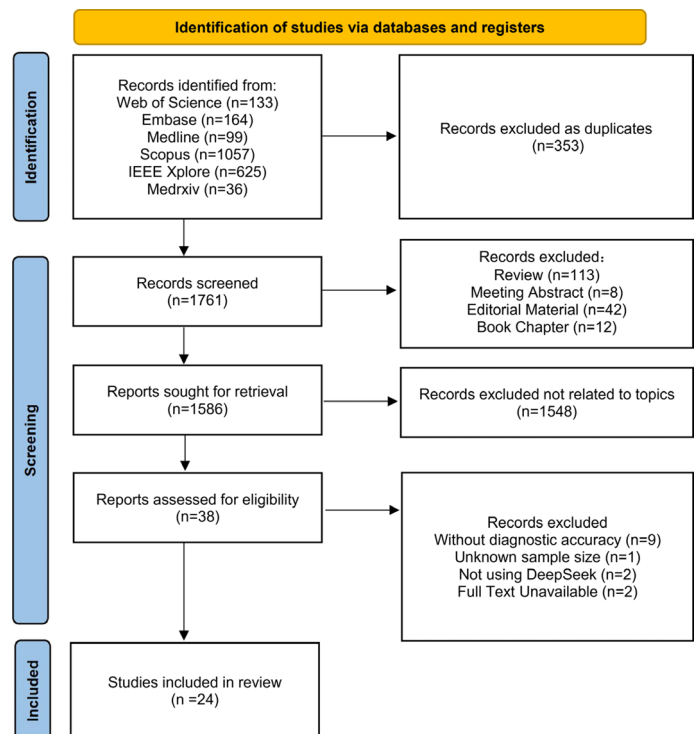 Identification of studies via databases and registers
Identification
Records identified from:
Web of Science (n=133)
Embase (n=164)
Medline (n=99)
Scopus (n=1057)
IEEE Xplore (n=625)
Medrxiv (n=36)
Records excluded as duplicates
(n=353)
Screening
Records screened
(n=1761)
Records excluded：
Review (n=113)
Meeting Abstract (n=8)
Editorial Material (n=42)
Book Chapter (n=12)
Reports sought for retrieval
(n=1586)
Records excluded not related to topics
(n=1548)
Reports assessed for eligibility
(n=38)
Records excluded
Without diagnostic accuracy (n=9)
Unknown sample size (n=1)
Not using DeepSeek (n=2)
Full Text Unavailable (n=2)
Included
Studies included in review
(n =24)